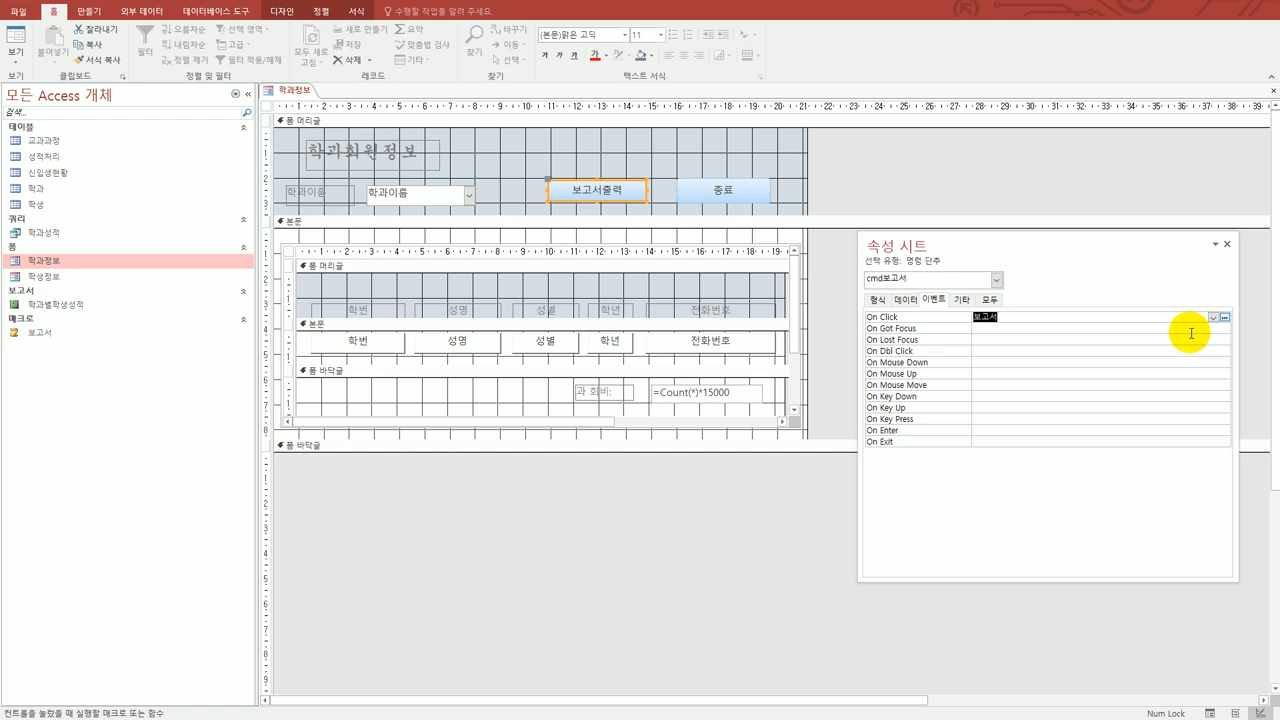 파일 홈 만들기 외부 데이터 데이터베이스 도구 디자인 정렬 서식 수행할 작업을 알려 주세요.
보기
보기
붙여넣기
잘라내기
복사
서식 복사
클립보드
필터
오름차순
내림차순
정렬 제거
선택 영역
고급
필터 적용/해제
정렬 및 필터
모두 새로 고침
새로 만들기
저장
삭제
요약
맞춤법 검사
기타
레코드
찾기
바꾸기
이동
선택
찾기
(본문)맑은 고딕 11
가 가 가 가
텍스트 서식
모든 Access 개체
검색...
테이블
교과과정
성적처리
신입생현황
학과
학생
쿼리
학과성적
폼
학과정보
학생정보
보고서
학과별학생성적
매크로
보고서
학과정보
폼 머리글
학과회원정보
학과이름 학과이름 보고서출력 종료
본문
폼 머리글
학번 성명 성별 학년 전화번호
본문
학번 성명 성별 학년 전화번호
폼 바닥글
과 회비: =Count(*)*15000
폼 바닥글
속성 시트
선택 유형: 명령 단추
cmd보고서
형식 데이터 이벤트 기타 모두
On Click 보고서
On Got Focus
On Lost Focus
On Dbl Click
On Mouse Down
On Mouse Up
On Mouse Move
On Key Down
On Key Up
On Key Press
On Enter
On Exit
컨트롤을 눌렀을 때 실행할 매크로 또는 함수
Num Lock